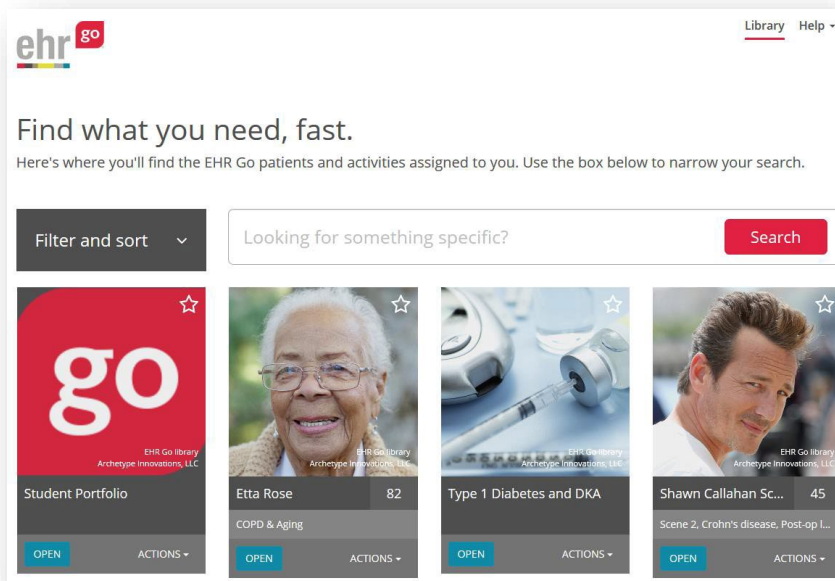 ehr go
Library Help
Find what you need, fast.
Here's where you'll find the EHR Go patients and activities assigned to you. Use the box below to narrow your search.
Filter and sort
Looking for something specific?
Search
go
EHR Go library
Archetype Innovations, LLC
Student Portfolio
OPEN ACTIONS
EHR Go library
Archetype Innovations, LLC
Etta Rose 82
COPD & Aging
OPEN ACTIONS
EHR Go library
Archetype Innovations, LLC
Type 1 Diabetes and DKA
OPEN ACTIONS
EHR Go library
Archetype Innovations, LLC
Shawn Callahan Sc... 45
Scene 2, Crohn's disease, Post-op l...
OPEN ACTIONS